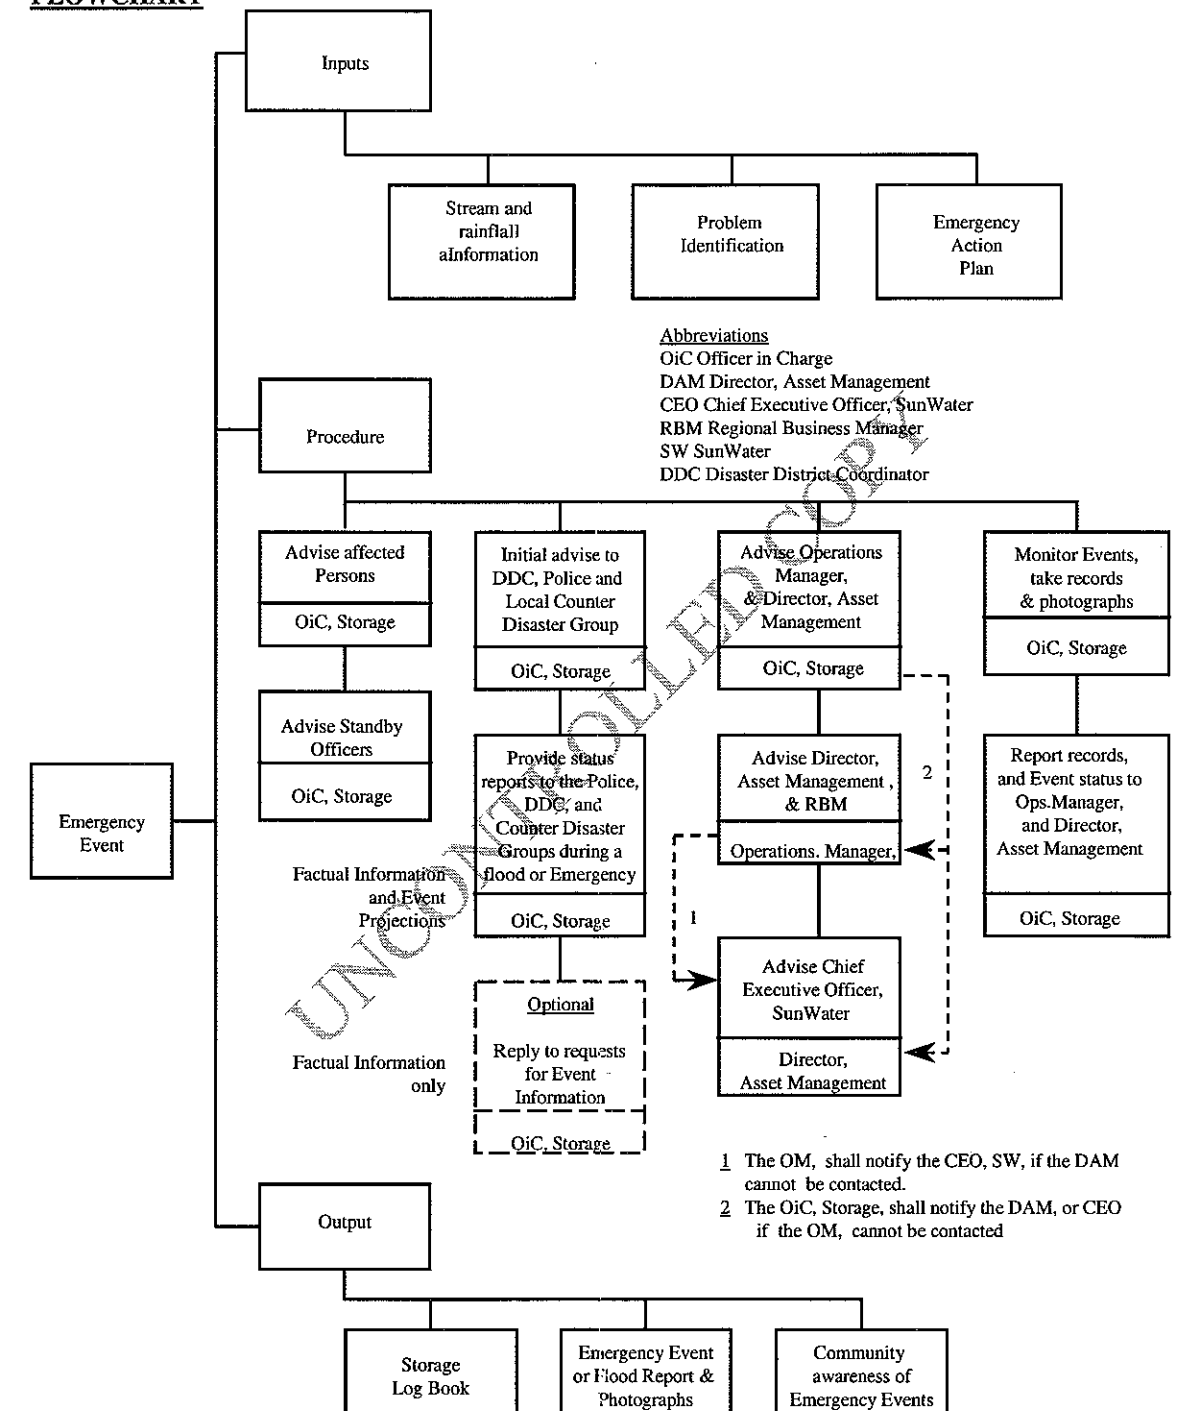 FLOWCHART
Inputs
Stream and
rainflall
aInformation
Problem
Identification
Emergency
Action
Plan
Abbreviations
OiC Officer in Charge
DAM Director, Asset Management
CEO Chief Executive Officer, SunWater
RBM Regional Business Manager
SW SunWater
DDC Disaster District Coordinator
Procedure
Advise affected
Persons
OiC, Storage
Initial advise to
DDC, Police and
Local Counter
Disaster Group
OiC, Storage
Advise Operations
Manager,
& Director, Asset
Management
OiC, Storage
Monitor Events,
take records
& photographs
OiC, Storage
Advise Standby
Officers
OiC, Storage
Provide status
reports to the Police,
DDC, and
Counter Disaster
Groups during a
flood or Emergency
OiC, Storage
Advise Director,
Asset Management ,
& RBM
Operations. Manager,
2
Report records,
and Event status to
Ops.Manager,
and Director,
Asset Management
OiC, Storage
Emergency
Event
Factual Information
and Event
Projections
1
Advise Chief
Executive Officer,
SunWater
Director,
Asset Management
Optional
Reply to requests
for Event
Information
OiC, Storage
Factual Information
only
1 The OM, shall notify the CEO, SW, if the DAM
cannot be contacted.
2 The OiC, Storage, shall notify the DAM, or CEO
if the OM, cannot be contacted
Output
Storage
Log Book
Emergency Event
or Flood Report &
Photographs
Community
awareness of
Emergency Events
UNCONTROLLED COPY